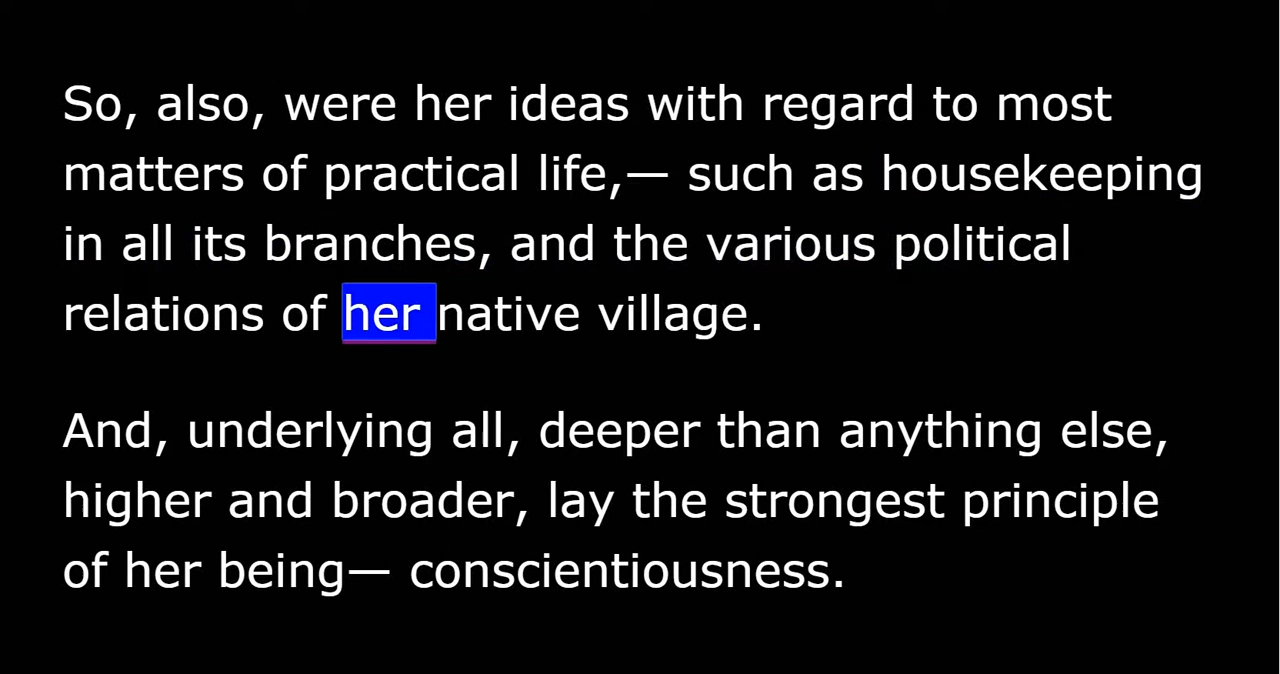 So, also, were her ideas with regard to most
matters of practical life,— such as housekeeping
in all its branches, and the various political
relations of her native village.
And, underlying all, deeper than anything else,
higher and broader, lay the strongest principle
of her being— conscientiousness.